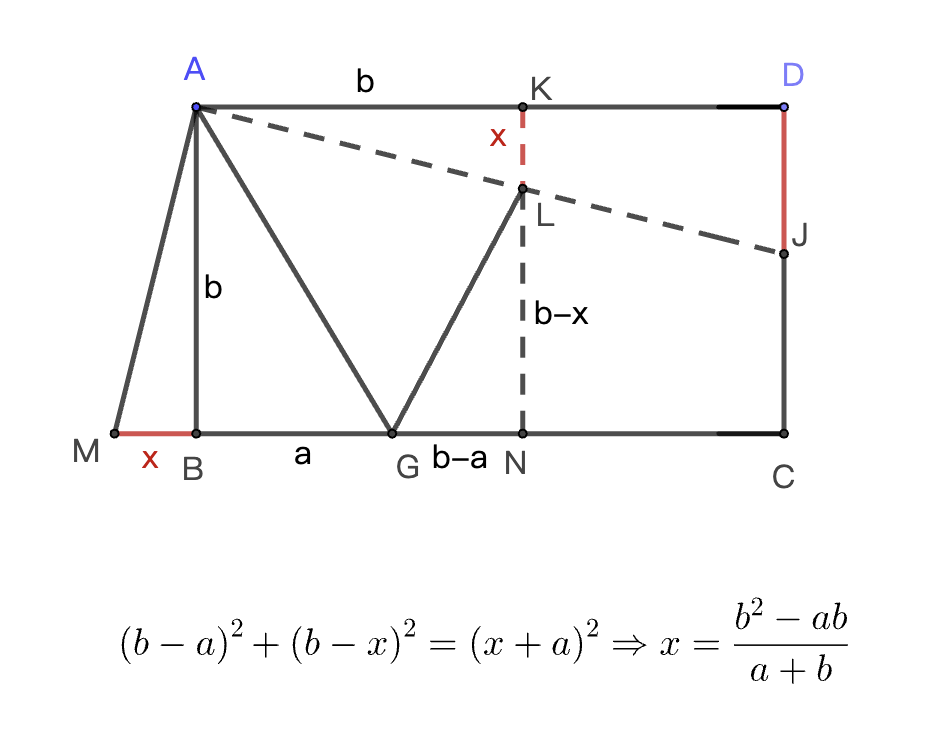 A
b
K
D
x
L
J
b
b–x
M
x
B
a
G
b–a
N
C
(b − a)² + (b − x)² = (x + a)² ⇒ x = (b² − ab)/(a + b)